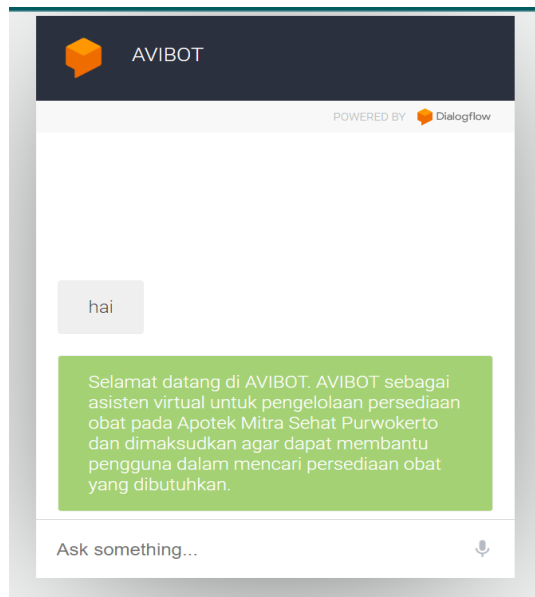 AVIBOT
POWERED BY Dialogflow
hai
Selamat datang di AVIBOT. AVIBOT sebagai
asisten virtual untuk pengelolaan persediaan
obat pada Apotek Mitra Sehat Purwokerto
dan dimaksudkan agar dapat membantu
pengguna dalam mencari persediaan obat
yang dibutuhkan.
Ask something...